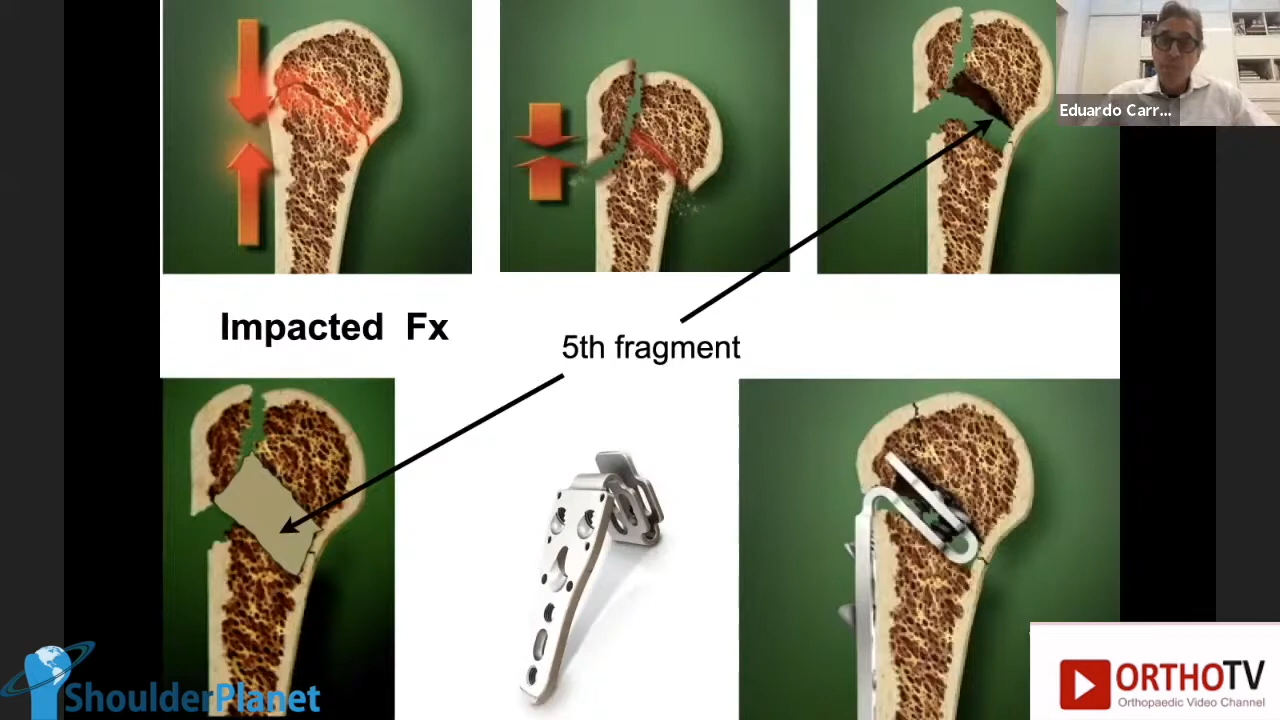 Eduardo Carr...
Impacted Fx
5th fragment
ShoulderPlanet
ORTHOTV
Orthopaedic Video Channel